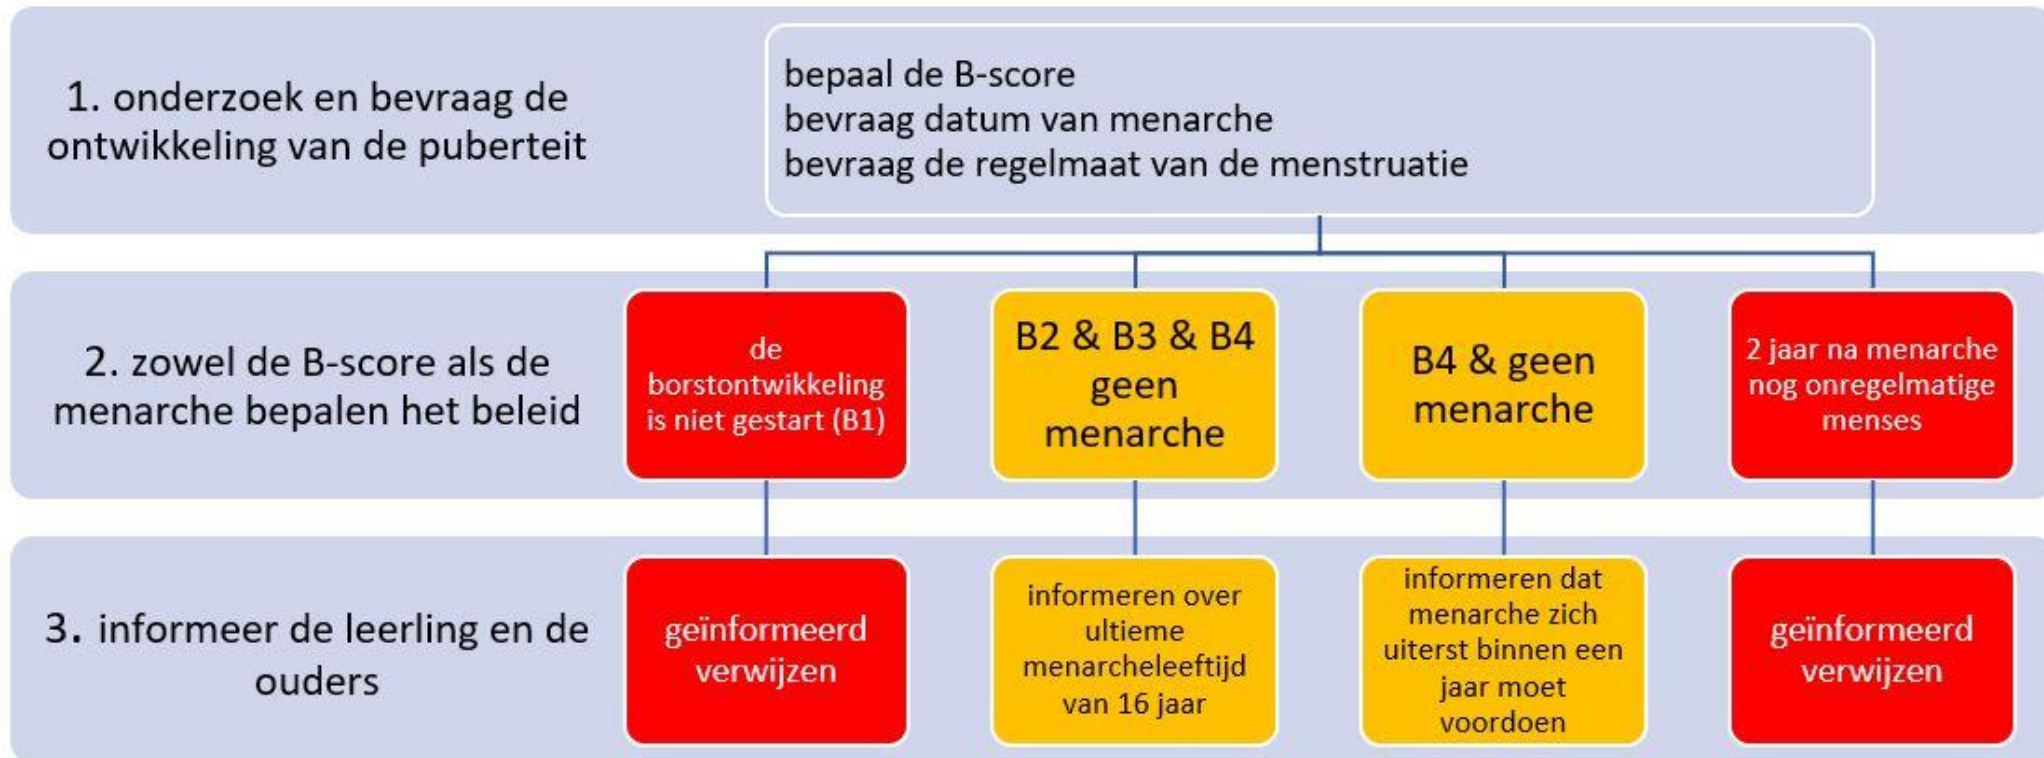 1. onderzoek en bevraag de
ontwikkeling van de puberteit
bepaal de B-score
bevraag datum van menarche
bevraag de regelmaat van de menstruatie
2. zowel de B-score als de
menarche bepalen het beleid
de
borstontwikkeling
is niet gestart (B1)
B2 & B3 & B4
geen
menarche
B4 & geen
menarche
2 jaar na menarche
nog onregelmatige
menses
3. informeer de leerling en de
ouders
geïnformeerd
verwijzen
informeren over
ultieme
menarcheleeftijd
van 16 jaar
informeren dat
menarche zich
uiterst binnen een
jaar moet
voordoen
geïnformeerd
verwijzen